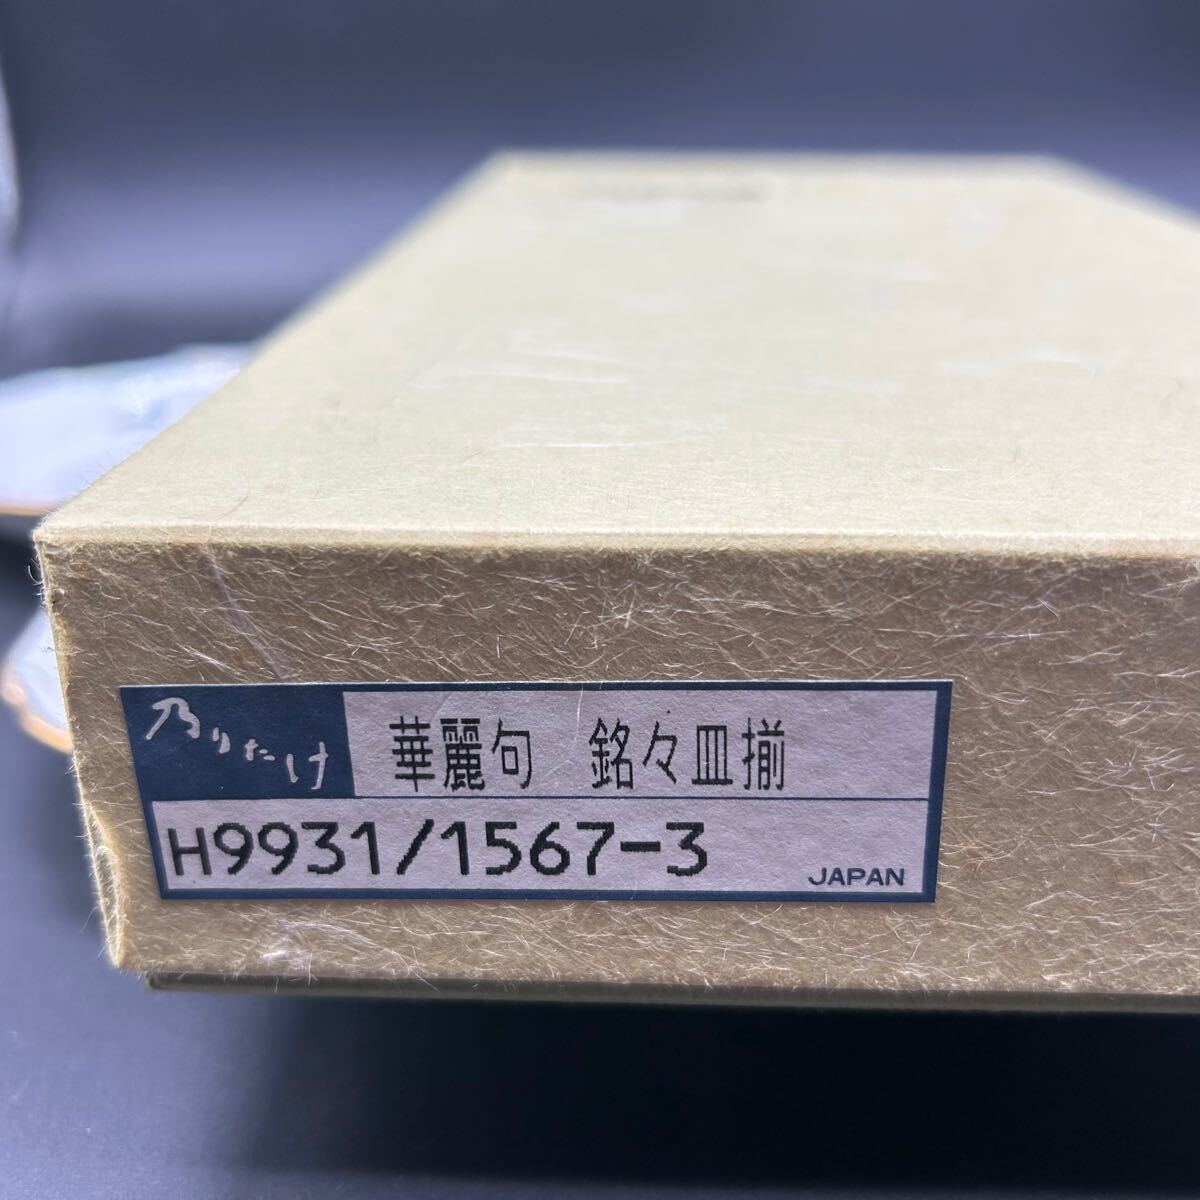 乃りたけ
華麗句 銘々皿揃
H9931/1567-3
JAPAN